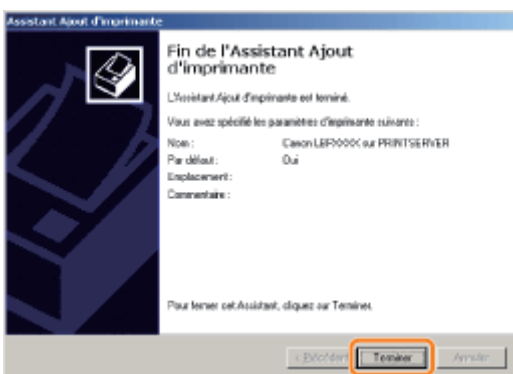 Assistant Ajout d'imprimante
Fin de l'Assistant Ajout
d'imprimante
L'Assistant Ajout d'imprimante est terminé.
Vous avez spécifié les paramètres d'imprimante suivants :
Nom : Canon LBPXXXX sur PRINTSERVER
Par défaut : Oui
Emplacement :
Commentaire :
Pour fermer cet Assistant, cliquez sur Terminer.
< Précédent Terminer Annuler